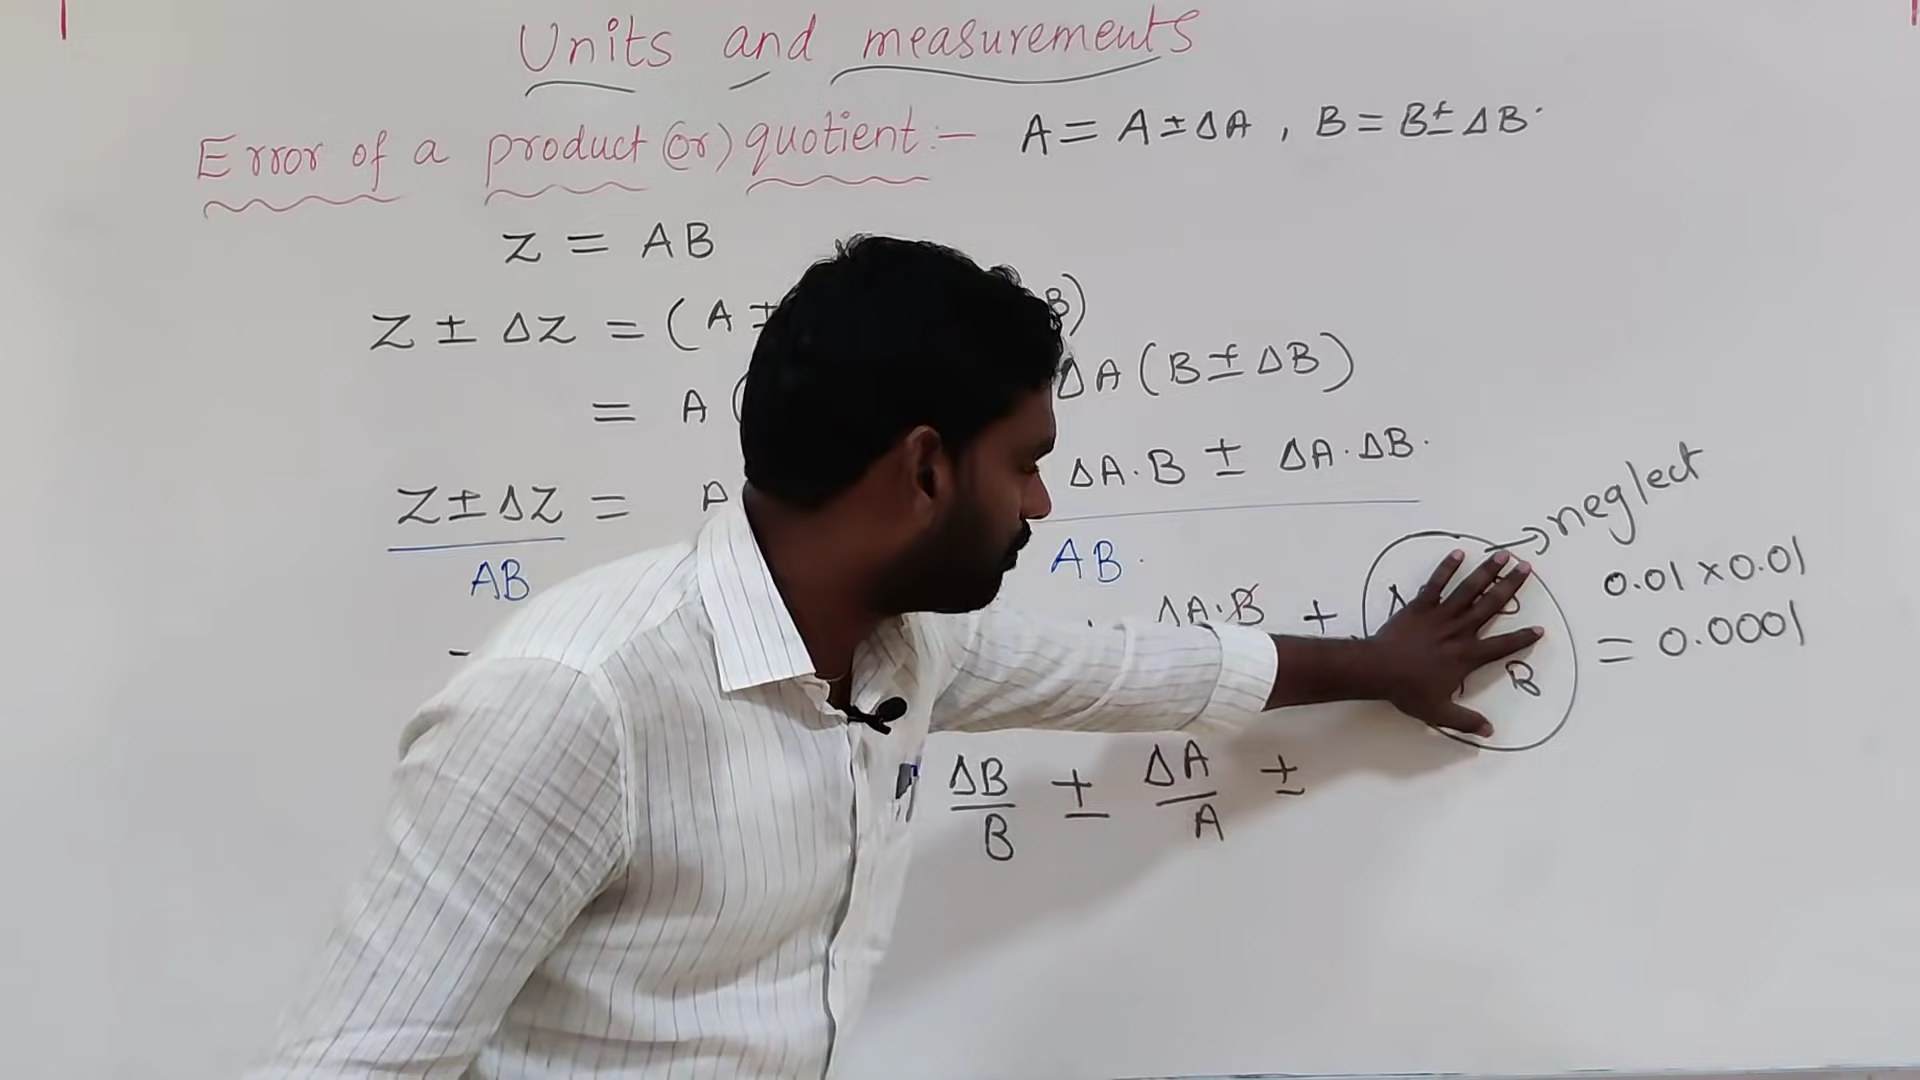 Units and measurements
Error of a product (or) quotient :- A = A ± ΔA , B = B ± ΔB.
Z = AB
Z ± ΔZ = (A ± B)
= A ( ΔA (B ± ΔB)
Z ± ΔZ = A ΔA.B ± ΔA.ΔB.
AB AB.
neglect
ΔA.B ±
B
0.01 × 0.01
= 0.0001
ΔB ± ΔA ±
B A